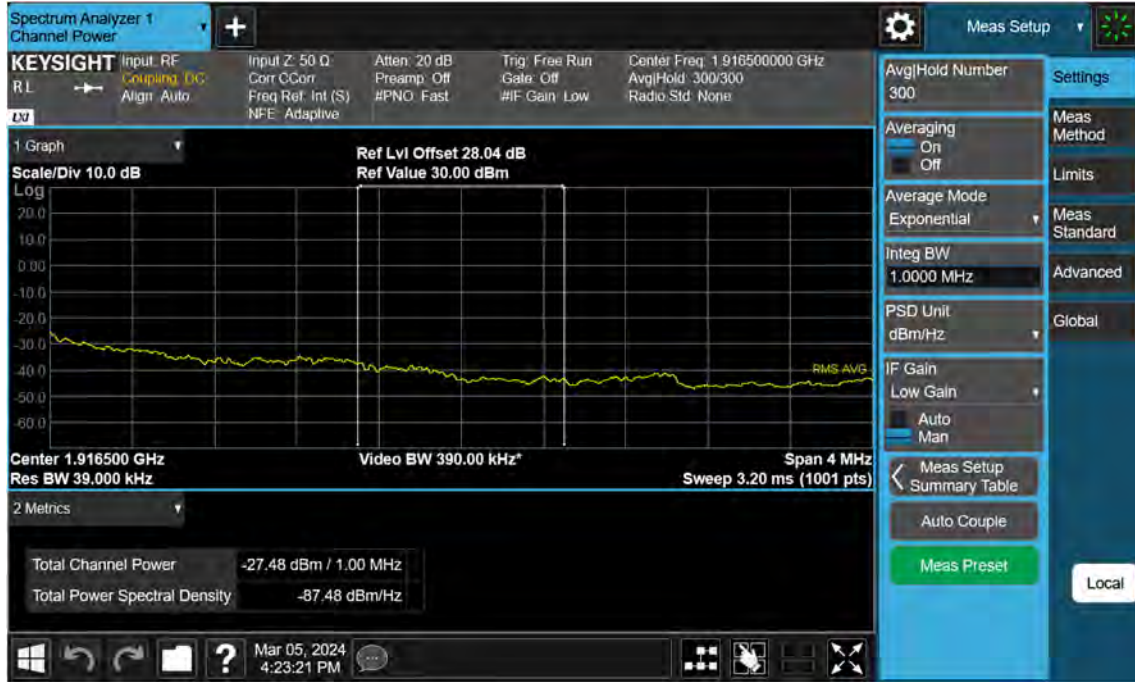 Spectrum Analyzer 1
Channel Power
Meas Setup
KEYSIGHT
RL
LXI
Input: RF
Coupling: DC
Align: Auto
Input Z: 50 Ω
Corr CCorr
Freq Ref: Int (S)
NFE: Adaptive
Atten: 20 dB
Preamp: Off
#PNO: Fast
Trig: Free Run
Gate: Off
#IF Gain: Low
Center Freq: 1.916500000 GHz
Avg|Hold: 300/300
Radio Std: None
1 Graph
Scale/Div 10.0 dB
Ref Lvl Offset 28.04 dB
Ref Value 30.00 dBm
Log
20.0
10.0
0.00
-10.0
-20.0
-30.0
-40.0
-50.0
-60.0
RMS AVG
Center 1.916500 GHz
Res BW 39.000 kHz
Video BW 390.00 kHz*
Span 4 MHz
Sweep 3.20 ms (1001 pts)
2 Metrics
Total Channel Power -27.48 dBm / 1.00 MHz
Total Power Spectral Density -87.48 dBm/Hz
Mar 05, 2024
4:23:21 PM
Avg|Hold Number
300
Averaging
On
Off
Average Mode
Exponential
Integ BW
1.0000 MHz
PSD Unit
dBm/Hz
IF Gain
Low Gain
Auto
Man
Meas Setup
Summary Table
Auto Couple
Meas Preset
Settings
Meas
Method
Limits
Meas
Standard
Advanced
Global
Local